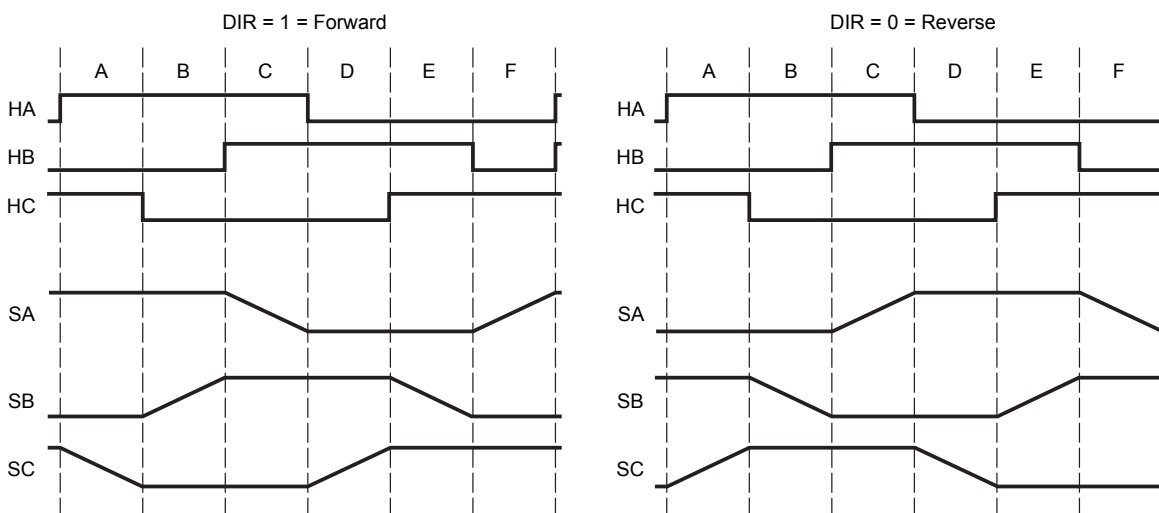 DIR = 1 = Forward
A B C D E F
HA
HB
HC
SA
SB
SC
DIR = 0 = Reverse
A B C D E F
HA
HB
HC
SA
SB
SC